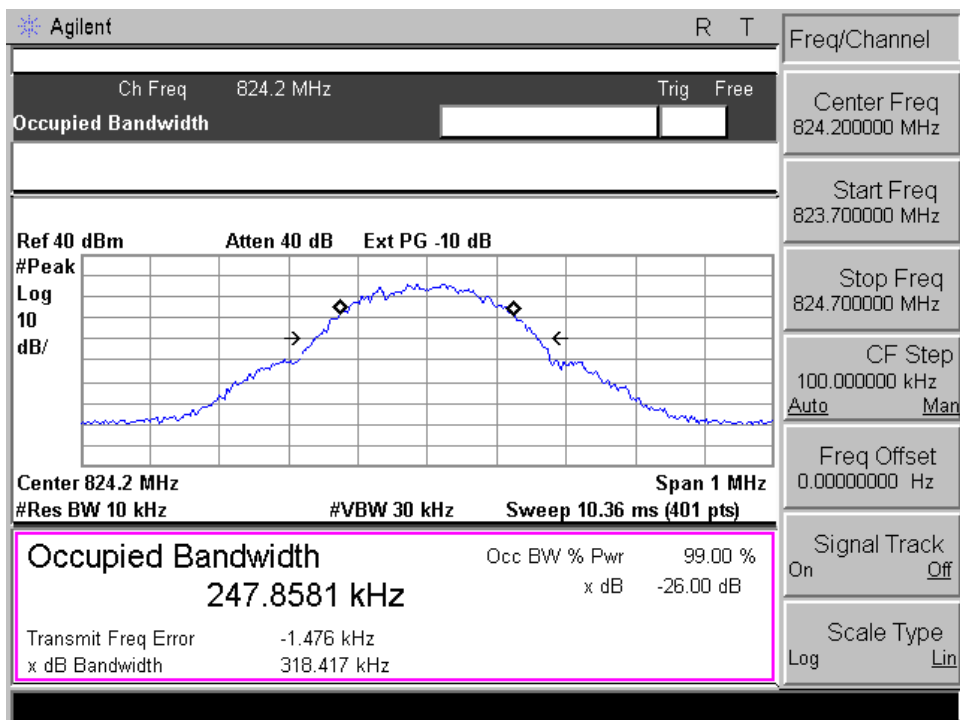 Agilent R T
Ch Freq 824.2 MHz Trig Free
Occupied Bandwidth
Ref 40 dBm Atten 40 dB Ext PG -10 dB
#Peak
Log
10
dB/
Center 824.2 MHz Span 1 MHz
#Res BW 10 kHz #VBW 30 kHz Sweep 10.36 ms (401 pts)
Occupied Bandwidth Occ BW % Pwr 99.00 %
247.8581 kHz x dB -26.00 dB
Transmit Freq Error -1.476 kHz
x dB Bandwidth 318.417 kHz
Freq/Channel
Center Freq
824.200000 MHz
Start Freq
823.700000 MHz
Stop Freq
824.700000 MHz
CF Step
100.000000 kHz
Auto Man
Freq Offset
0.00000000 Hz
Signal Track
On Off
Scale Type
Log Lin